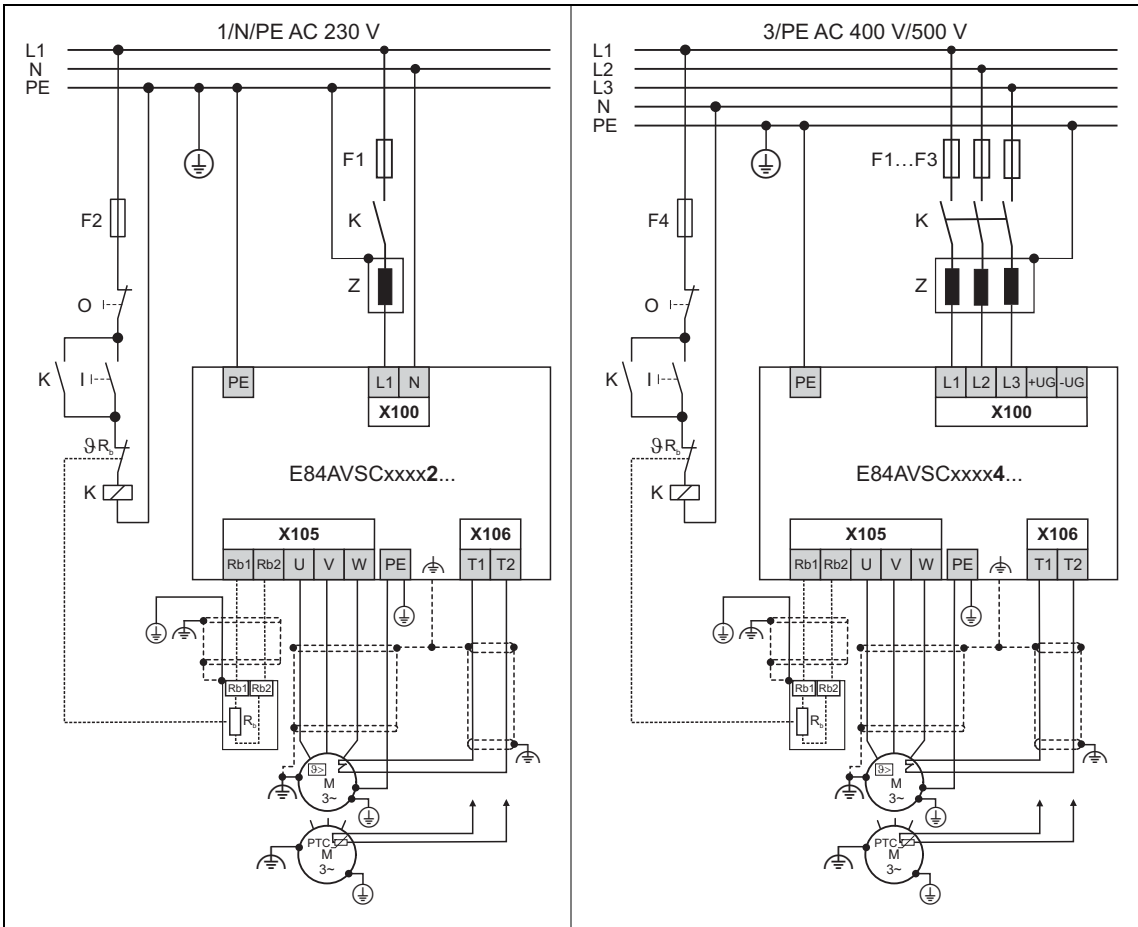 1/N/PE AC 230 V
L1
N
PE
F1
F2
K
O
Z
K
I
PE
L1 N
X100
ϑRb
K
E84AVSCxxxx2...
X105
X106
Rb1 Rb2 U V W PE
T1 T2
Rb1 Rb2
Rb
ϑ>
M
3~
PTC
M
3~
3/PE AC 400 V/500 V
L1
L2
L3
N
PE
F1...F3
F4
K
O
Z
K
I
PE
L1 L2 L3 +UG -UG
X100
ϑRb
K
E84AVSCxxxx4...
X105
X106
Rb1 Rb2 U V W PE
T1 T2
Rb1 Rb2
Rb
ϑ>
M
3~
PTC
M
3~